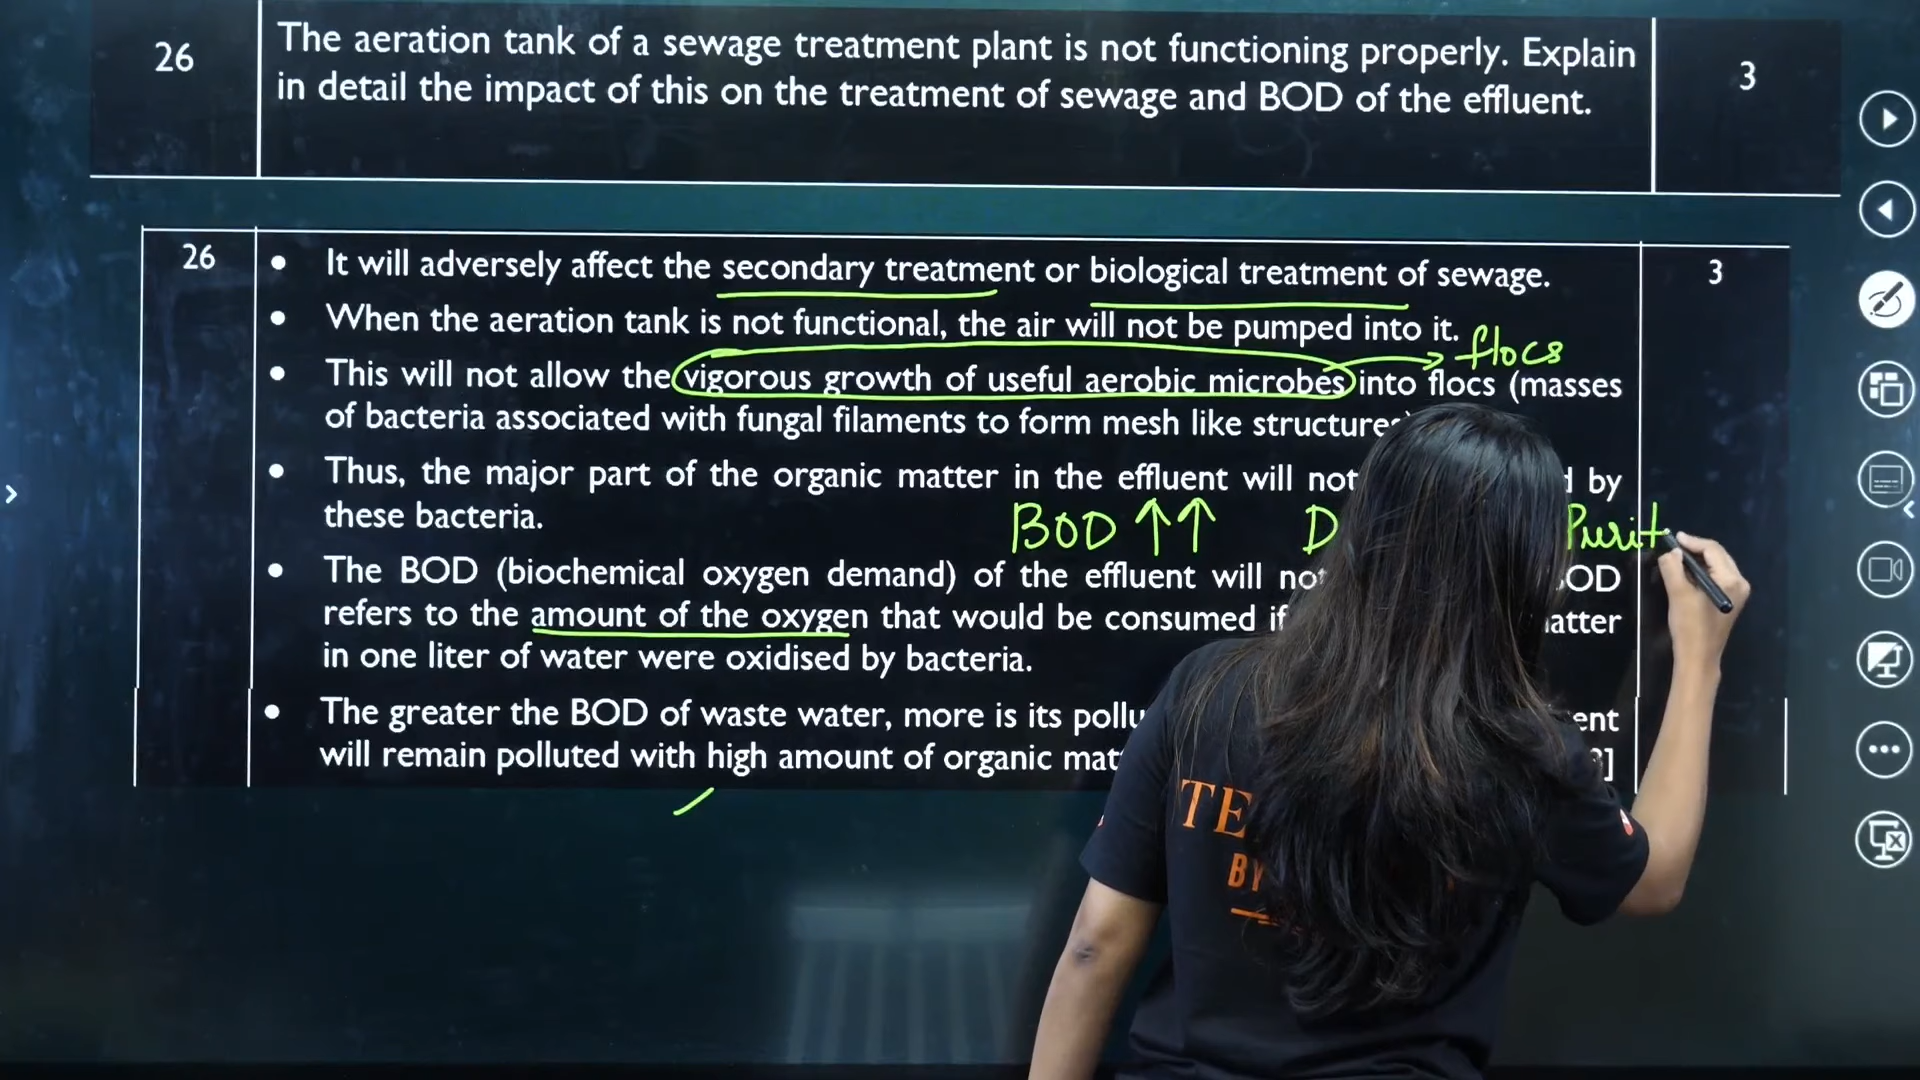 26
The aeration tank of a sewage treatment plant is not functioning properly. Explain
in detail the impact of this on the treatment of sewage and BOD of the effluent.
3
26
• It will adversely affect the secondary treatment or biological treatment of sewage.
3
• When the aeration tank is not functional, the air will not be pumped into it.
flocs
• This will not allow the vigorous growth of useful aerobic microbes into flocs (masses
of bacteria associated with fungal filaments to form mesh like structures
• Thus, the major part of the organic matter in the effluent will not by
these bacteria.
BOD ↑↑ D Purit
• The BOD (biochemical oxygen demand) of the effluent will not BOD
refers to the amount of the oxygen that would be consumed if
in one liter of water were oxidised by bacteria.
• The greater the BOD of waste water, more is its
will remain polluted with high amount of organic
TE
BY